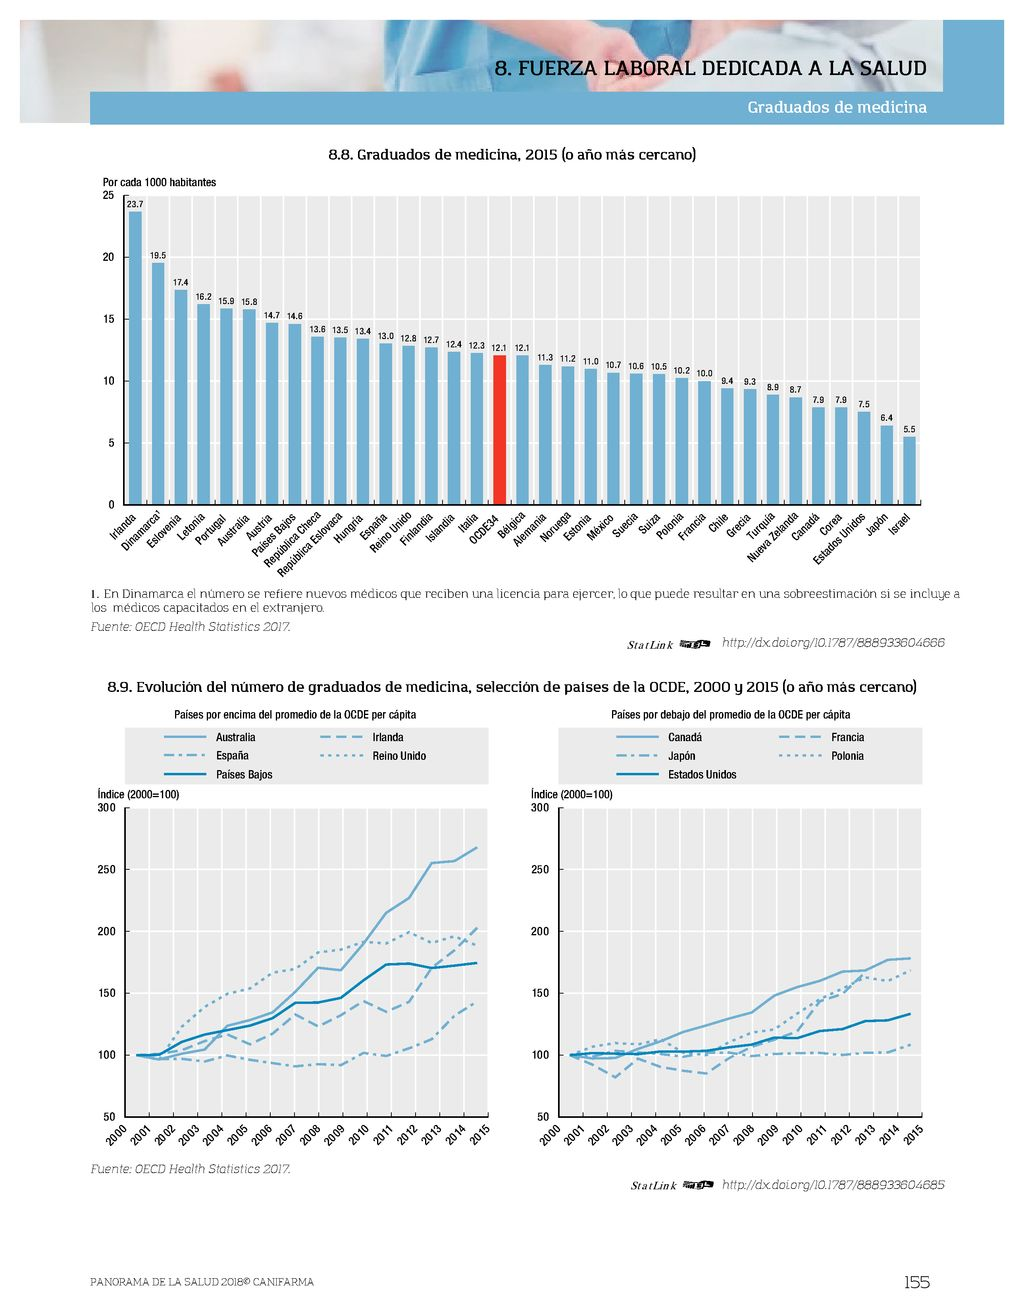 8. FUERZA LABORAL DEDICADA A LA SALUD
Graduados de medicina
8.8. Graduados de medicina, 2015 (o año más cercano)
Por cada 1000 habitantes
25
20
15
10
5
0
23.7
19.5
17.4
16.2
15.9
15.8
14.7
14.6
13.6
13.5
13.4
13.0
12.8
12.7
12.4
12.3
12.1
12.1
11.3
11.2
11.0
10.7
10.6
10.5
10.2
10.0
9.4
9.3
8.9
8.7
7.9
7.9
7.5
6.4
5.5
Irlanda
Dinamarca¹
Eslovenia
Letonia
Portugal
Australia
Austria
Países Bajos
República Checa
República Eslovaca
Hungría
España
Reino Unido
Finlandia
Islandia
Italia
OCDE34
Bélgica
Alemania
Noruega
Estonia
México
Suecia
Suiza
Polonia
Francia
Chile
Grecia
Turquía
Nueva Zelanda
Canadá
Corea
Estados Unidos
Japón
Israel
1. En Dinamarca el número se refiere nuevos médicos que reciben una licencia para ejercer, lo que puede resultar en una sobreestimación si se incluye a
los médicos capacitados en el extranjero.
Fuente: OECD Health Statistics 2017.
StatLink http://dx.doi.org/10.1787/888933604666
8.9. Evolución del número de graduados de medicina, selección de países de la OCDE, 2000 y 2015 (o año más cercano)
Países por encima del promedio de la OCDE per cápita
Australia
Irlanda
España
Reino Unido
Países Bajos
Índice (2000=100)
300
250
200
150
100
50
2000
2001
2002
2003
2004
2005
2006
2007
2008
2009
2010
2011
2012
2013
2014
2015
Países por debajo del promedio de la OCDE per cápita
Canadá
Francia
Japón
Polonia
Estados Unidos
Índice (2000=100)
300
250
200
150
100
50
2000
2001
2002
2003
2004
2005
2006
2007
2008
2009
2010
2011
2012
2013
2014
2015
Fuente: OECD Health Statistics 2017.
StatLink http://dx.doi.org/10.1787/888933604685
PANORAMA DE LA SALUD 2018© CANIFARMA
155